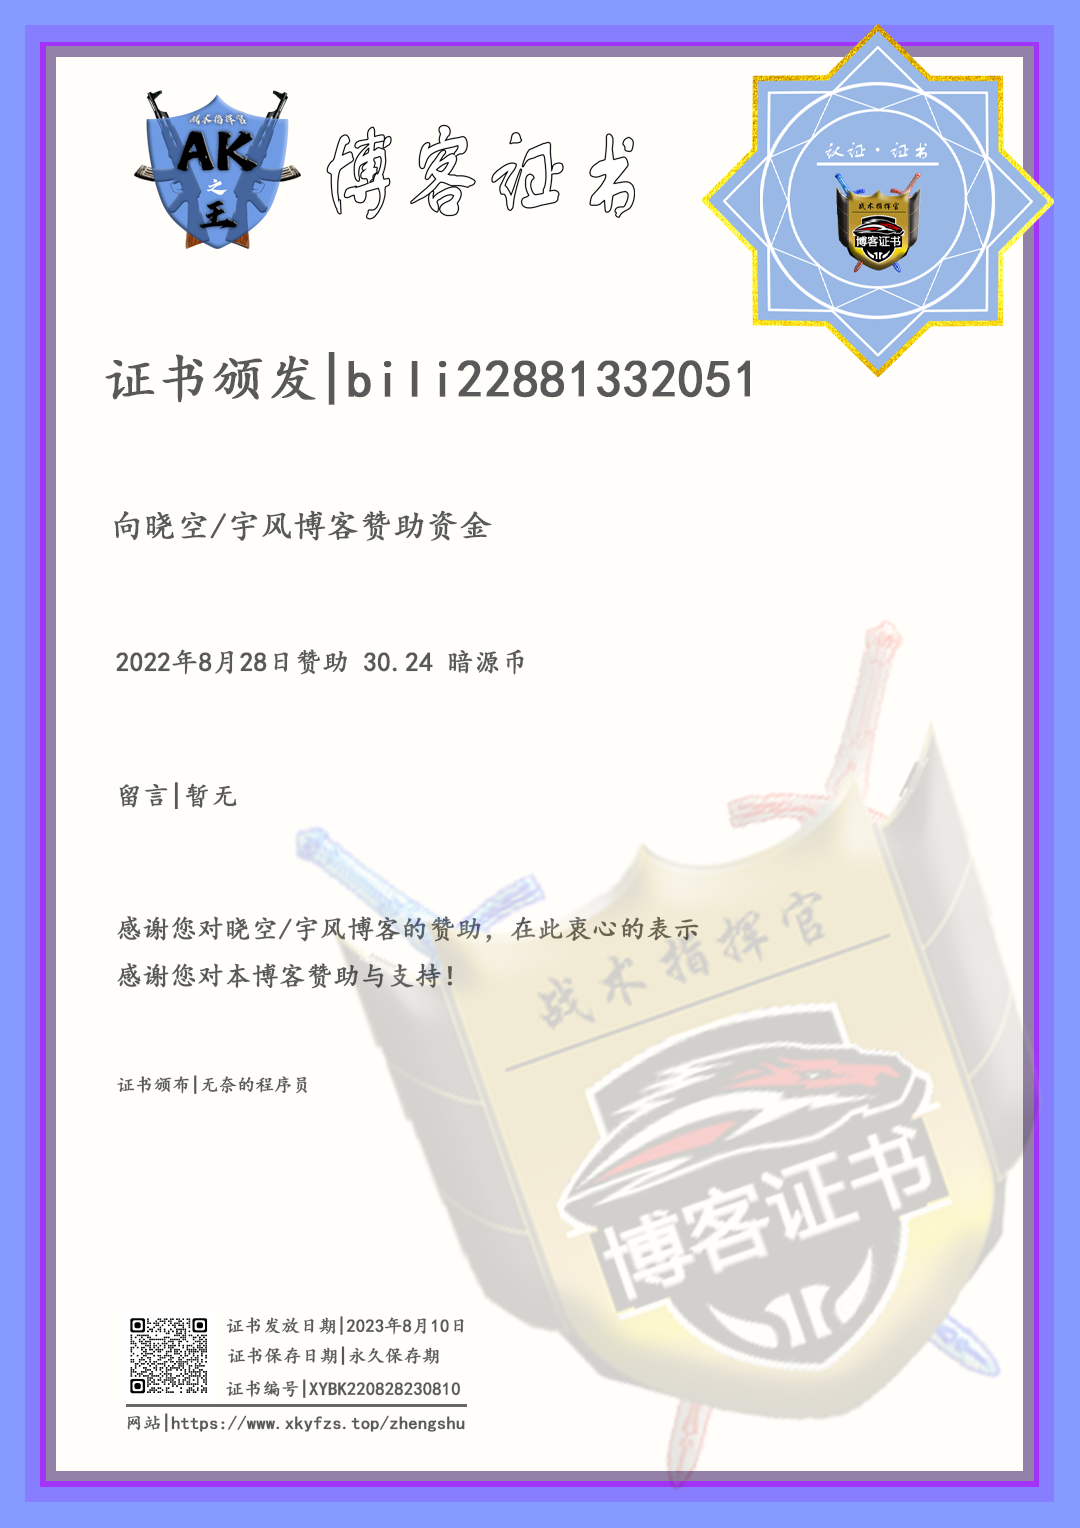 战术指挥官
AK
之
王
博客证书
认证·证书
战术指挥官
博客证书
证书颁发|bili22881332051
向晓空/宇风博客赞助资金
2022年8月28日赞助 30.24 暗源币
留言|暂无
感谢您对晓空/宇风博客的赞助，在此衷心的表示
感谢您对本博客赞助与支持！
战术指挥官
博客证书
证书颁布|无奈的程序员
证书发放日期|2023年8月10日
证书保存日期|永久保存期
证书编号|XYBK220828230810
网站|https://www.xkyfzs.top/zhengshu